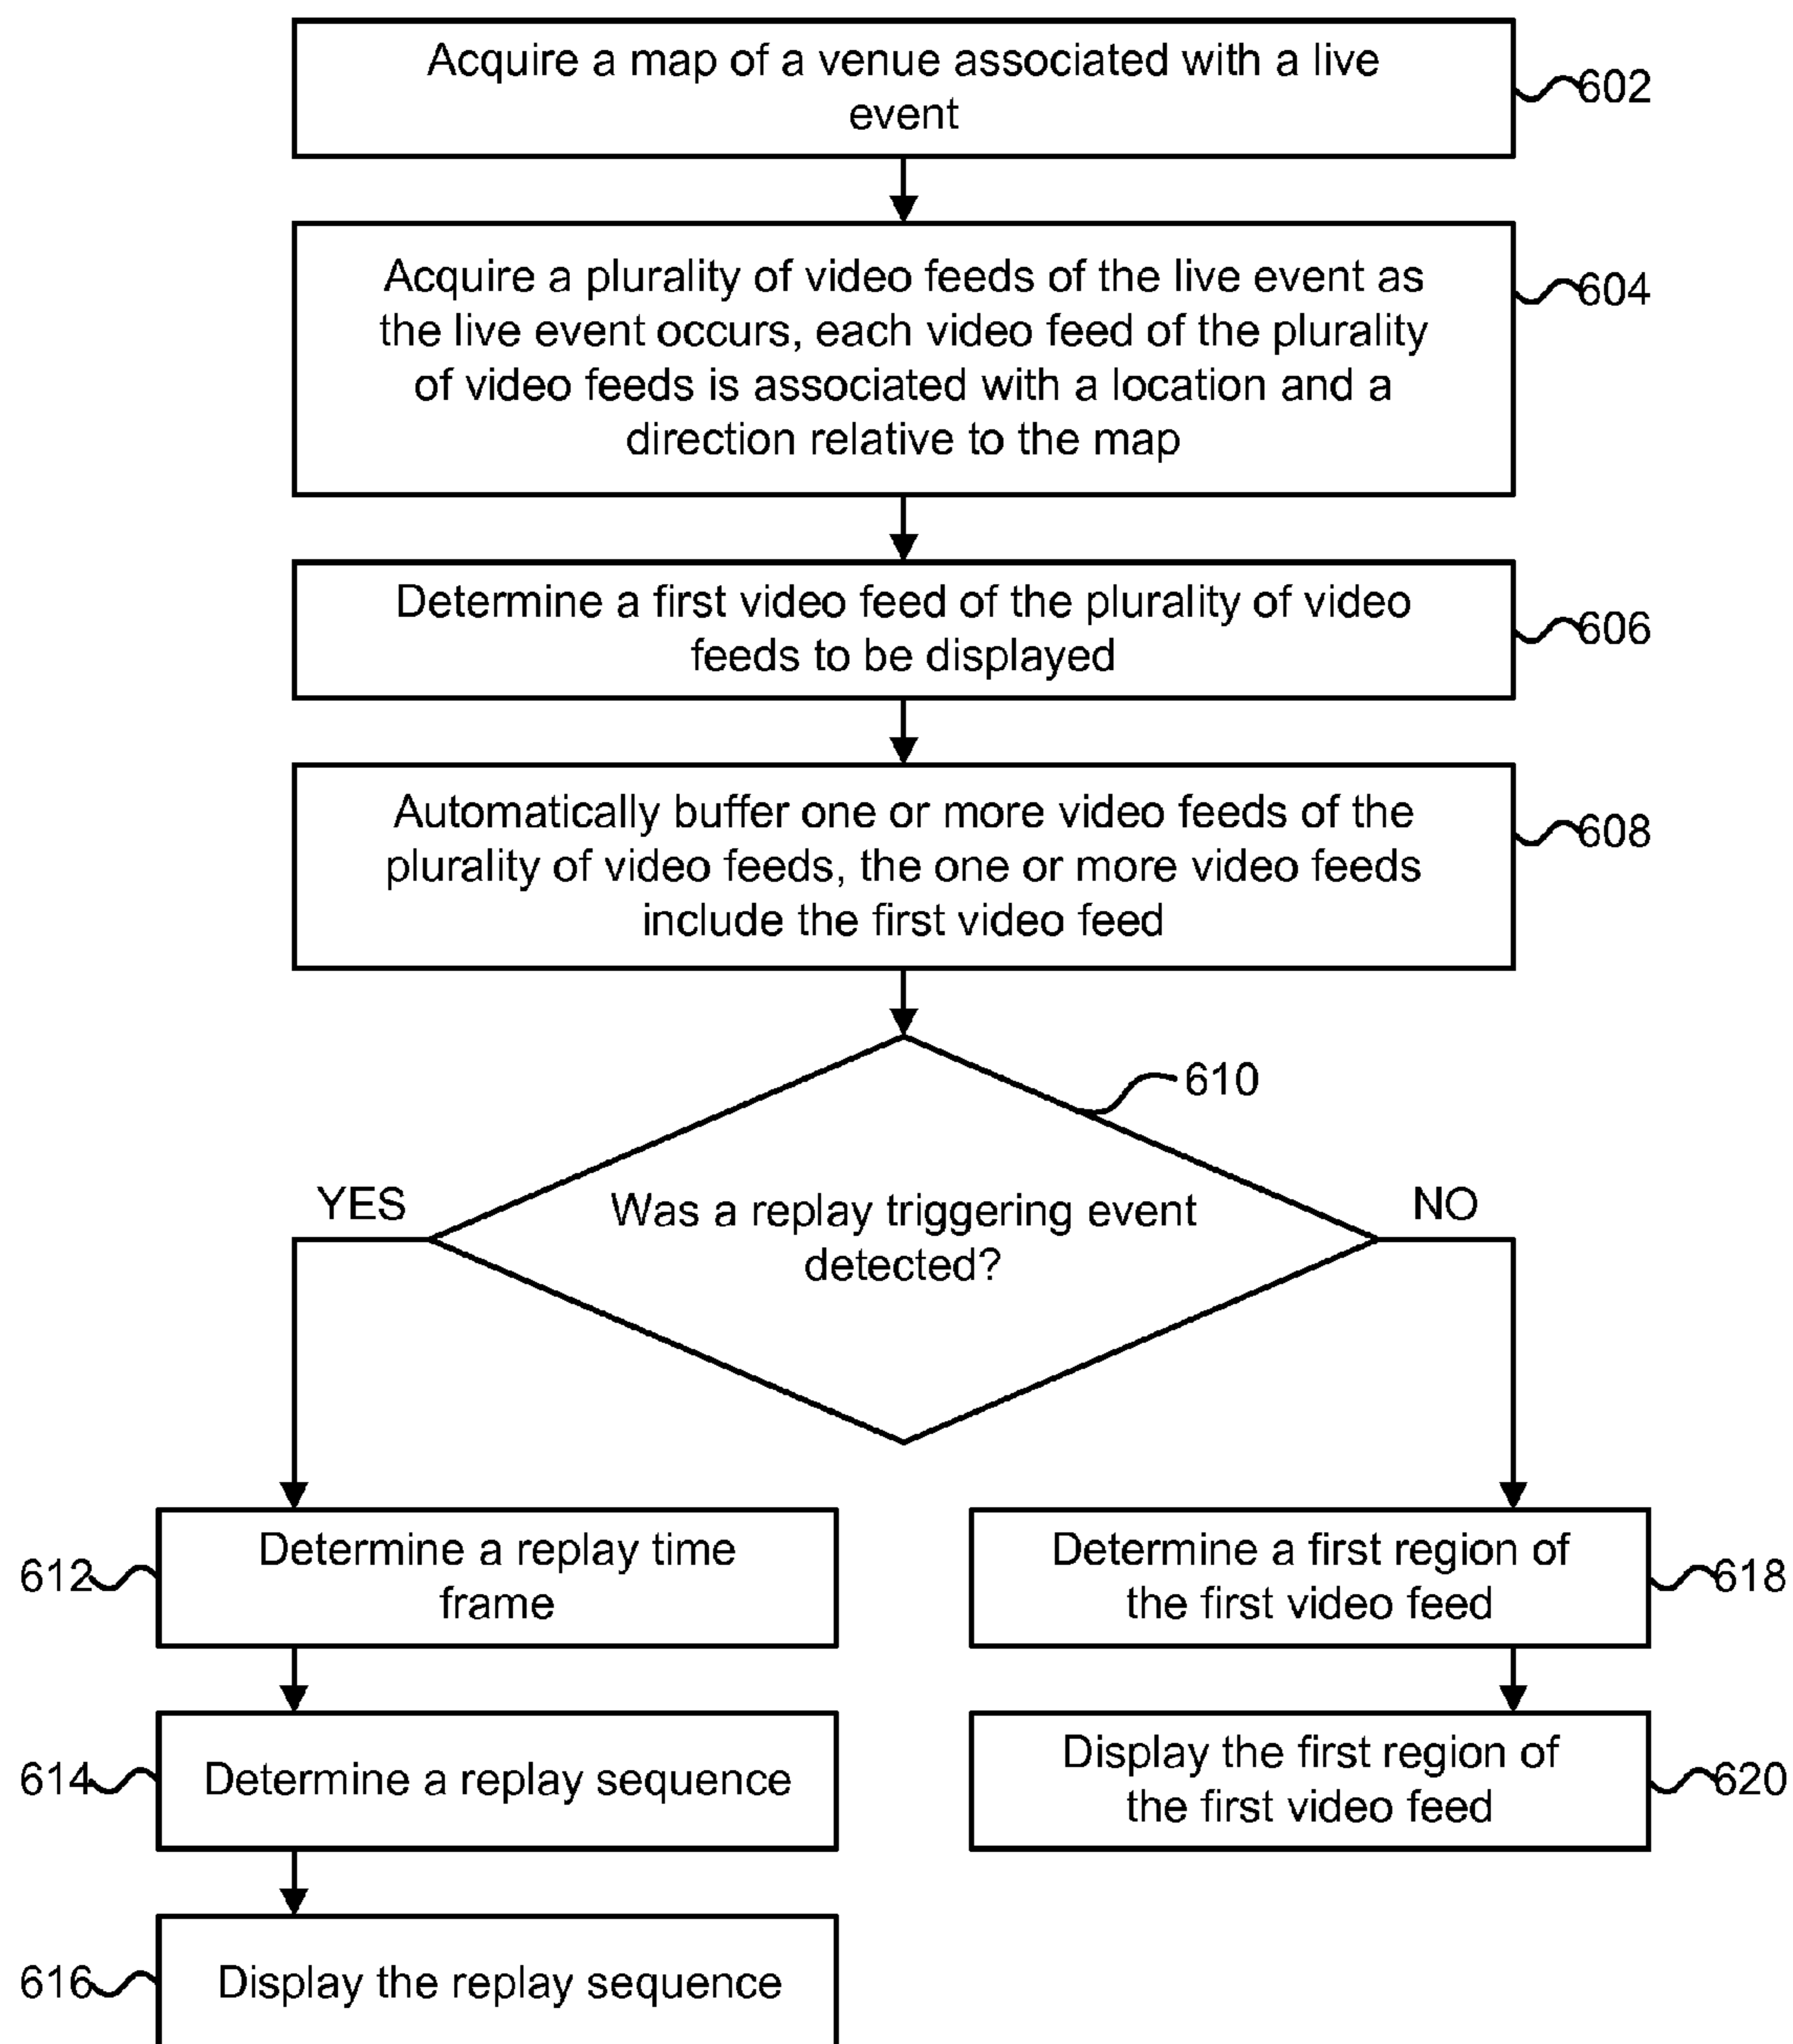 Acquire a map of a venue associated with a live
event
602
Acquire a plurality of video feeds of the live event as
the live event occurs, each video feed of the plurality
of video feeds is associated with a location and a
direction relative to the map
604
Determine a first video feed of the plurality of video
feeds to be displayed
606
Automatically buffer one or more video feeds of the
plurality of video feeds, the one or more video feeds
include the first video feed
608
610
YES
Was a replay triggering event
detected?
NO
612
Determine a replay time
frame
Determine a first region of
the first video feed
618
614
Determine a replay sequence
Display the first region of
the first video feed
620
616
Display the replay sequence